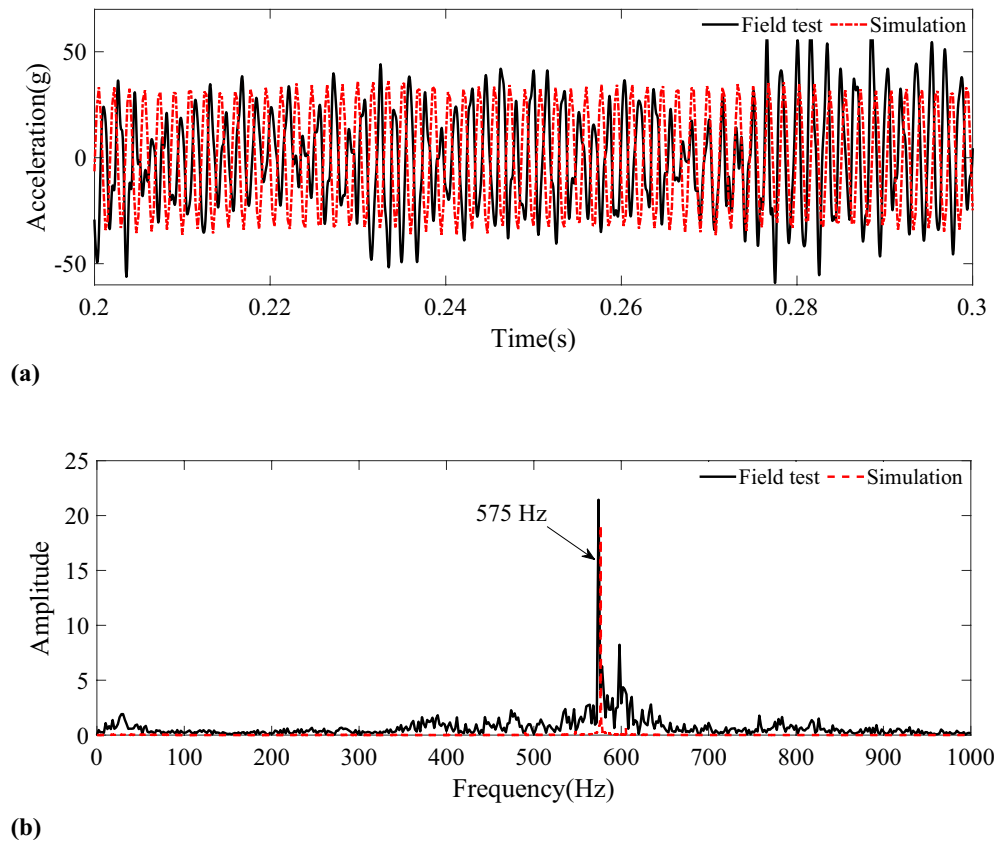 Field test Simulation
50
0
-50
Acceleration(g)
0.2 0.22 0.24 0.26 0.28 0.3
Time(s)
(a)
25
20
15
10
5
0
Amplitude
Field test Simulation
575 Hz
0 100 200 300 400 500 600 700 800 900 1000
Frequency(Hz)
(b)